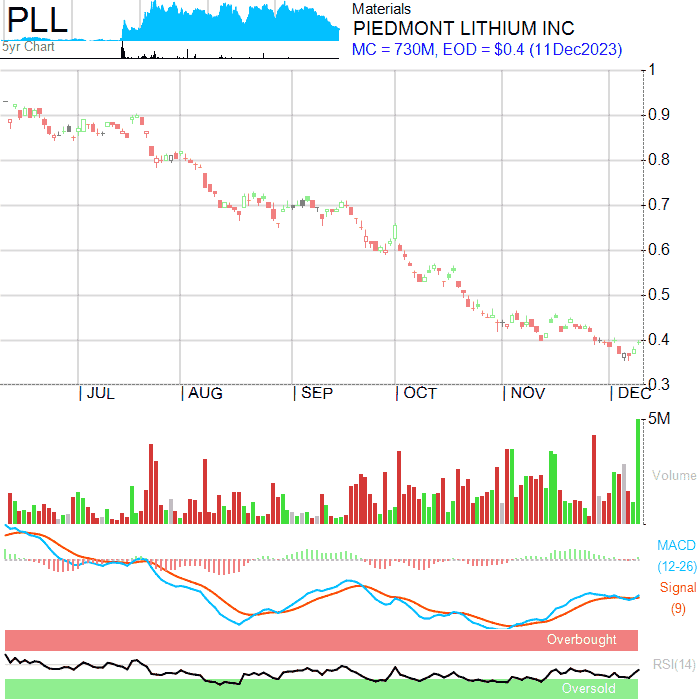 PLL
5yr Chart
Materials
PIEDMONT LITHIUM INC
MC = 730M, EOD = $0.4 (11Dec2023)
1
0.9
0.8
0.7
0.6
0.5
0.4
0.3
JUL AUG SEP OCT NOV DEC
5M
Volume
MACD
(12-26)
Signal
(9)
Overbought
RSI(14)
Oversold